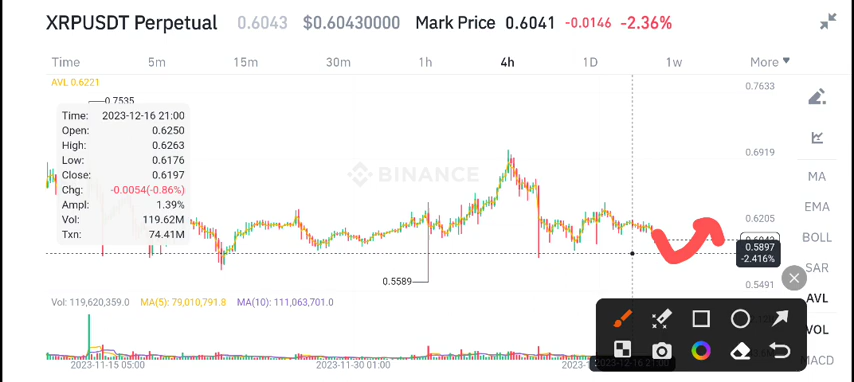 XRPUSDT Perpetual 0.6043 $0.60430000 Mark Price 0.6041 -0.0146 -2.36%
Time 5m 15m 30m 1h 4h 1D 1w More
AVL 0.6221
0.7633
0.7535
Time: 2023-12-16 21:00
Open: 0.6250
High: 0.6263
Low: 0.6176
Close: 0.6197
Chg: -0.0054(-0.86%)
Ampl: 1.39%
Vol: 119.62M
Txn: 74.41M
BINANCE
0.6919
0.6205
0.5897
-2.416%
0.5491
0.5589
MA
EMA
BOLL
SAR
AVL
VOL
MACD
Vol: 119,620,359.0 MA(5): 79,010,791.8 MA(10): 111,063,701.0
2023-11-15 05:00 2023-11-30 01:00 2023-12-16 21:00